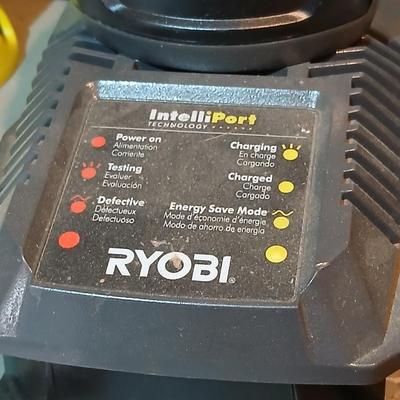 IntelliPort
TECHNOLOGY
Power on
Alimentation
Corriente
Testing
Evaluer
Evaluación
Defective
Défectueux
Defectuoso
Charging
En charge
Cargando
Charged
Charge
Cargado
Energy Save Mode
Mode d'économie d'énergie
Modo de ahorro de energía
RYOBI®